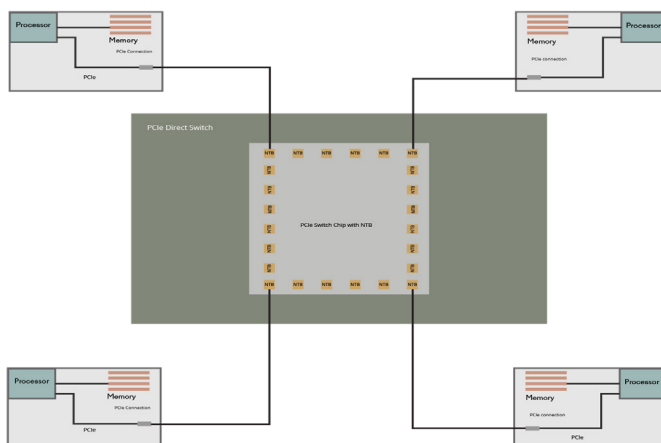 Processor
Memory
PCIe Connection
PCIe
Processor
Memory
PCIe connection
PCIe
PCIe Direct Switch
NTB NTB NTB NTB NTB NTB
PCIe Switch Chip with NTB
NTB NTB NTB NTB NTB NTB
Processor
Memory
PCIe Connection
PCIe
Processor
Memory
PCIe connection
PCIe